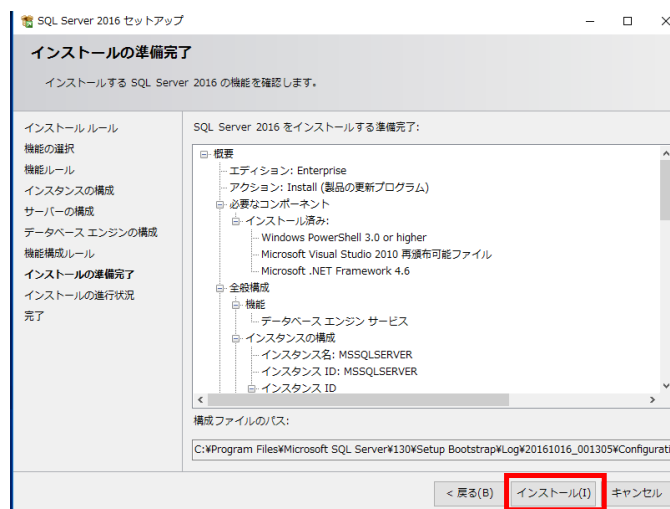 SQL Server 2016 セットアップ
インストールの準備完了
インストールする SQL Server 2016 の機能を確認します。
インストール ルール
機能の選択
機能ルール
インスタンスの構成
サーバーの構成
データベース エンジンの構成
機能構成ルール
インストールの準備完了
インストールの進行状況
完了
SQL Server 2016 をインストールする準備完了:
概要
エディション: Enterprise
アクション: Install (製品の更新プログラム)
必要なコンポーネント
インストール済み:
Windows PowerShell 3.0 or higher
Microsoft Visual Studio 2010 再頒布可能ファイル
Microsoft .NET Framework 4.6
全般構成
機能
データベース エンジン サービス
インスタンスの構成
インスタンス名: MSSQLSERVER
インスタンス ID: MSSQLSERVER
インスタンス ID
構成ファイルのパス:
C:¥Program Files¥Microsoft SQL Server¥130¥Setup Bootstrap¥Log¥20161016_001305¥Configurati
< 戻る(B)
インストール(I)
キャンセル